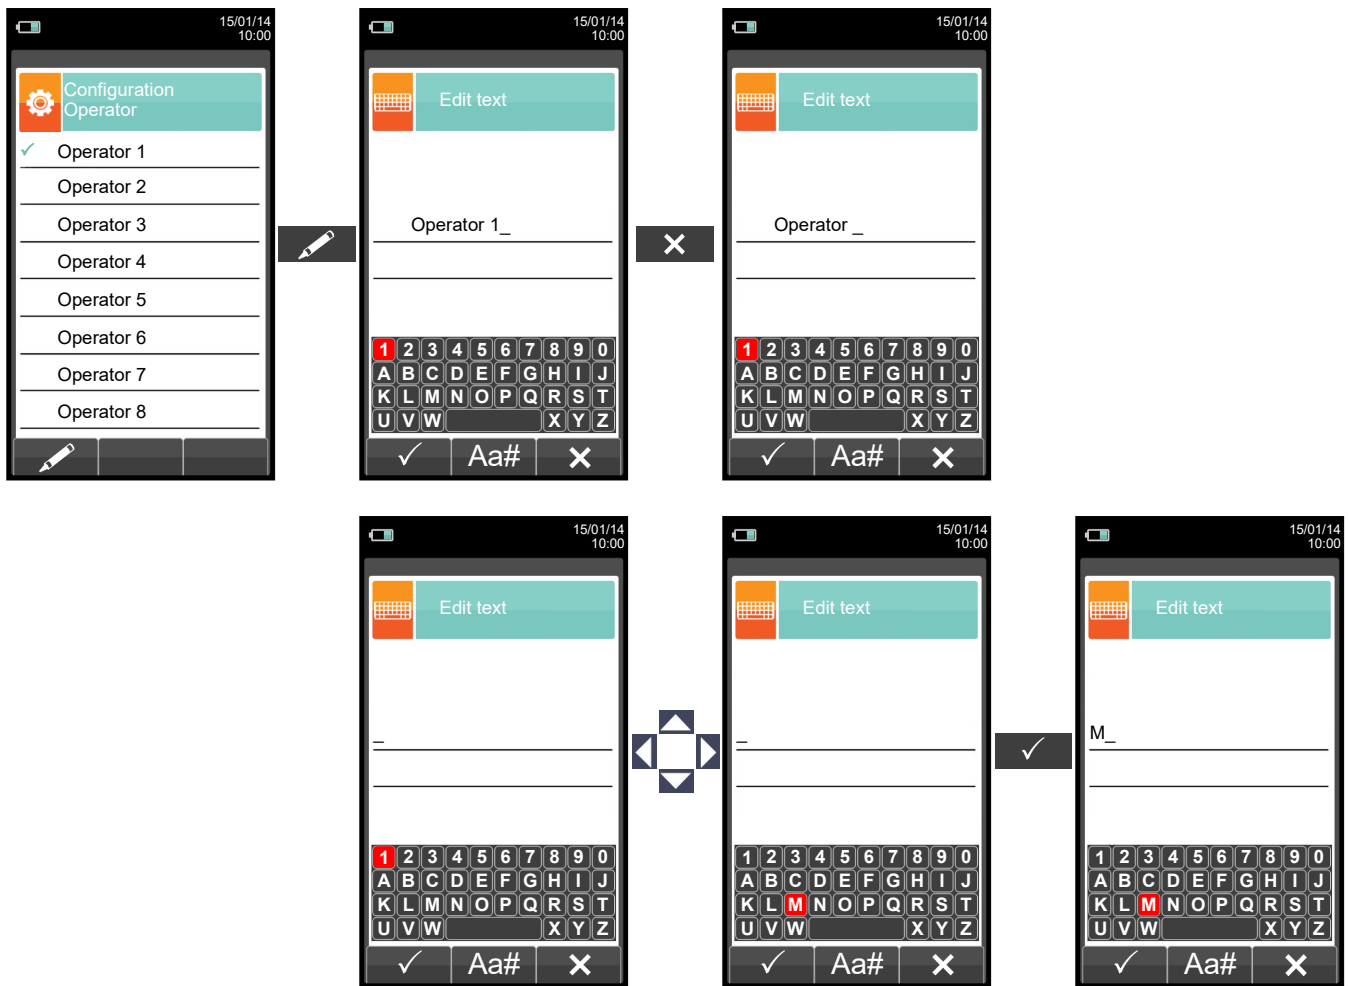 15/01/14
10:00
Configuration
Operator
Operator 1
Operator 2
Operator 3
Operator 4
Operator 5
Operator 6
Operator 7
Operator 8
15/01/14
10:00
Edit text
Operator 1_
1 2 3 4 5 6 7 8 9 0
A B C D E F G H I J
K L M N O P Q R S T
U V W X Y Z
Aa#
15/01/14
10:00
Edit text
Operator _
1 2 3 4 5 6 7 8 9 0
A B C D E F G H I J
K L M N O P Q R S T
U V W X Y Z
Aa#
15/01/14
10:00
Edit text
_
1 2 3 4 5 6 7 8 9 0
A B C D E F G H I J
K L M N O P Q R S T
U V W X Y Z
Aa#
15/01/14
10:00
Edit text
_
1 2 3 4 5 6 7 8 9 0
A B C D E F G H I J
K L M N O P Q R S T
U V W X Y Z
Aa#
15/01/14
10:00
Edit text
M_
1 2 3 4 5 6 7 8 9 0
A B C D E F G H I J
K L M N O P Q R S T
U V W X Y Z
Aa#